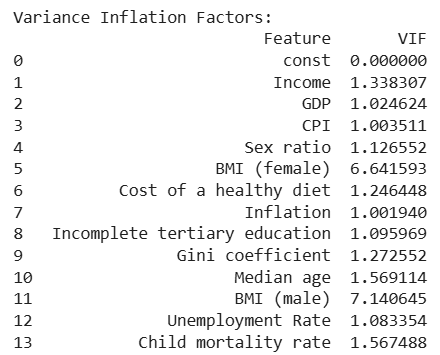 Variance Inflation Factors:
Feature VIF
0 const 0.000000
1 Income 1.338307
2 GDP 1.024624
3 CPI 1.003511
4 Sex ratio 1.126552
5 BMI (female) 6.641593
6 Cost of a healthy diet 1.246448
7 Inflation 1.001940
8 Incomplete tertiary education 1.095969
9 Gini coefficient 1.272552
10 Median age 1.569114
11 BMI (male) 7.140645
12 Unemployment Rate 1.083354
13 Child mortality rate 1.567488